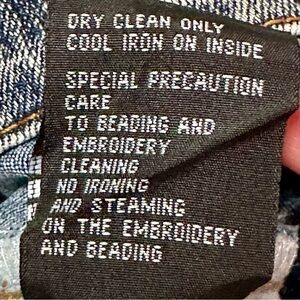 DRY CLEAN ONLY
COOL IRON ON INSIDE
SPECIAL PRECAUTION
CARE
TO BEADING AND
EMBROIDERY
CLEANING
NO IRONING
AND STEAMING
ON THE EMBROIDERY
AND BEADING